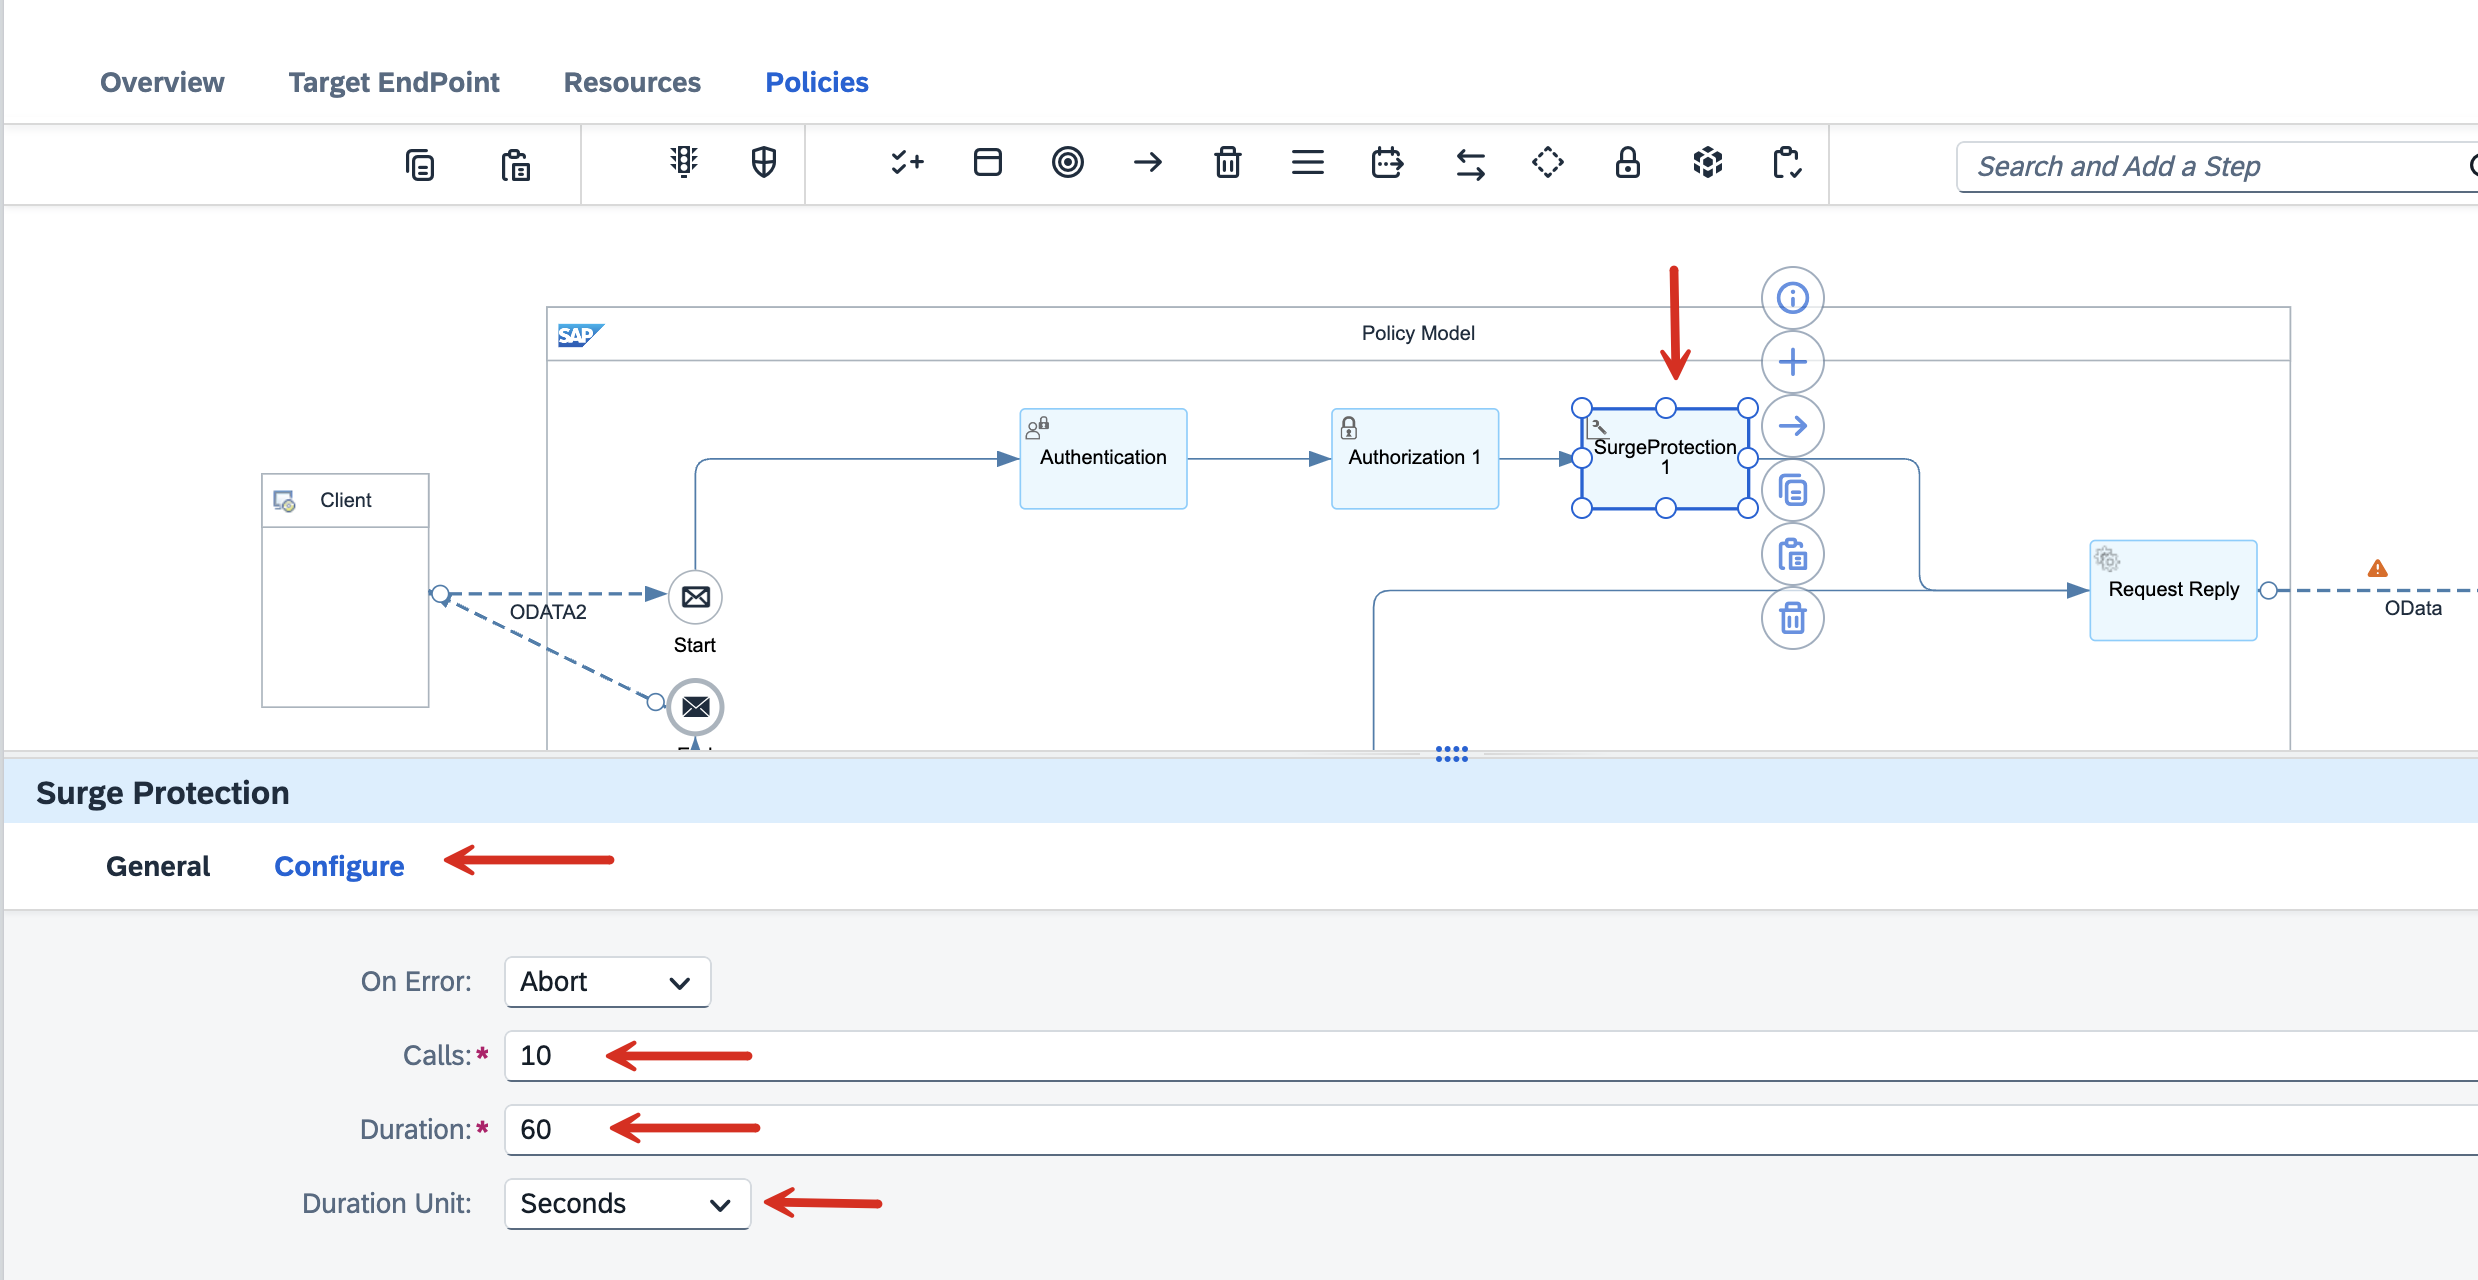 Overview Target EndPoint Resources Policies
Search and Add a Step
SAP Policy Model
Authentication
Authorization 1
SurgeProtection
1
Client
ODATA2
Start
Request Reply
OData
Surge Protection
General Configure
On Error: Abort
Calls:* 10
Duration:* 60
Duration Unit: Seconds